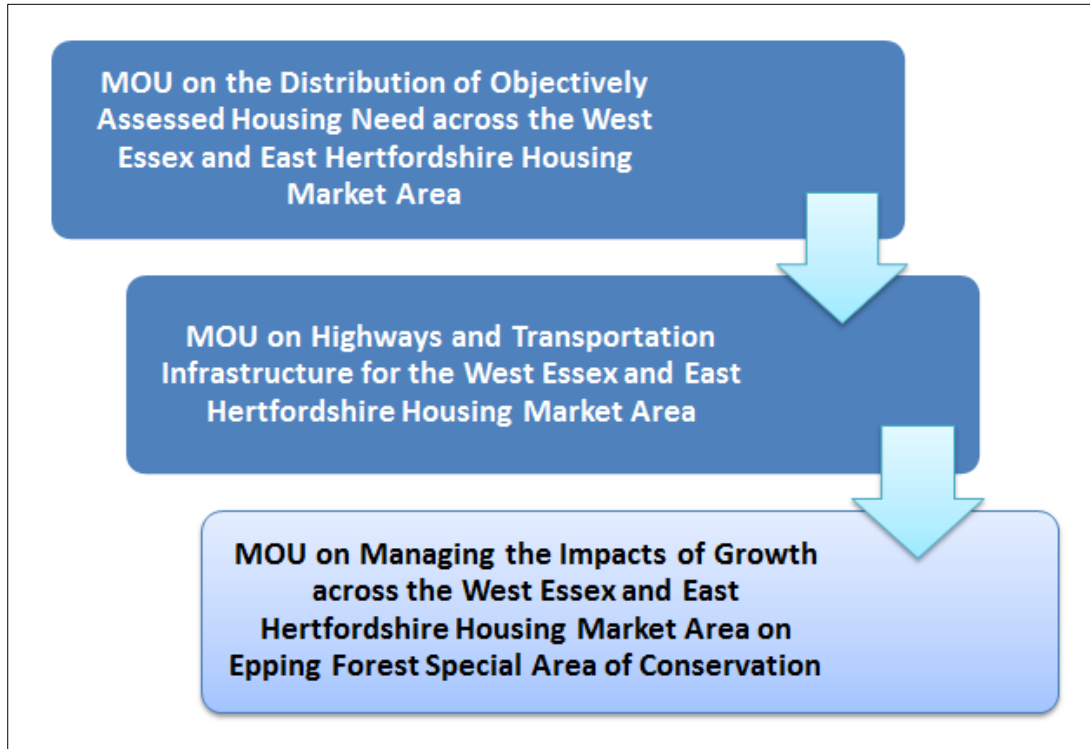 MOU on the Distribution of Objectively
Assessed Housing Need across the West
Essex and East Hertfordshire Housing
Market Area
MOU on Highways and Transportation
Infrastructure for the West Essex and East
Hertfordshire Housing Market Area
MOU on Managing the Impacts of Growth
across the West Essex and East
Hertfordshire Housing Market Area on
Epping Forest Special Area of Conservation